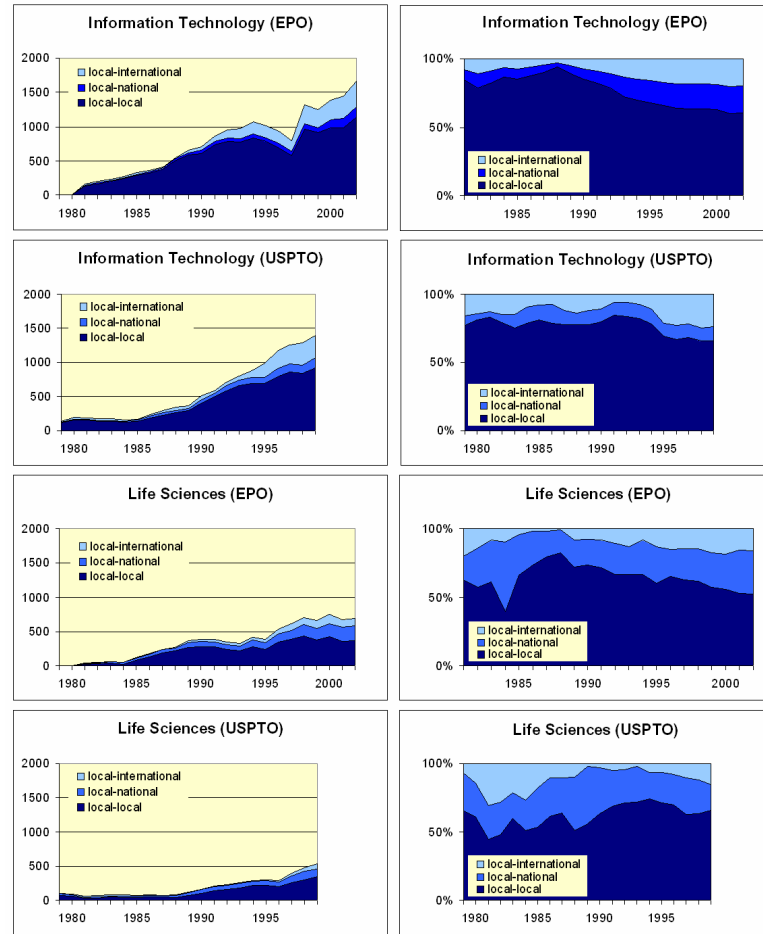 Information Technology (EPO)
2000
1500
1000
500
0
local-international
local-national
local-local
1980
1985
1990
1995
2000
Information Technology (EPO)
100%
50%
0%
local-international
local-national
local-local
1985
1990
1995
2000
Information Technology (USPTO)
2000
1500
1000
500
0
local-international
local-national
local-local
1980
1985
1990
1995
Information Technology (USPTO)
100%
50%
0%
local-international
local-national
local-local
1980
1985
1990
1995
Life Sciences (EPO)
2000
1500
1000
500
0
local-international
local-national
local-local
1980
1985
1990
1995
2000
Life Sciences (EPO)
100%
50%
0%
local-international
local-national
local-local
1985
1990
1995
2000
Life Sciences (USPTO)
2000
1500
1000
500
0
local-international
local-national
local-local
1980
1985
1990
1995
Life Sciences (USPTO)
100%
50%
0%
local-international
local-national
local-local
1980
1985
1990
1995